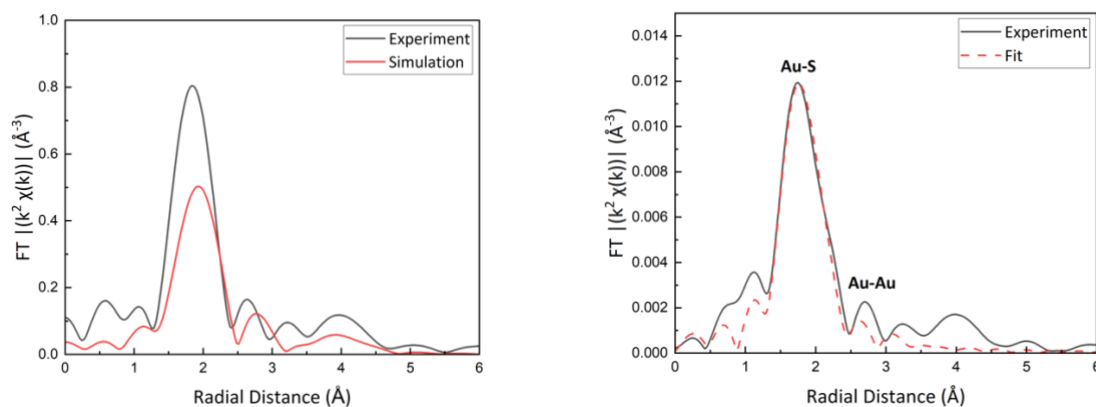 1.0
0.8
0.6
0.4
0.2
0.0
FT |(k² χ(k))| (Å⁻³)
Experiment
Simulation
0 1 2 3 4 5 6
Radial Distance (Å)
0.014
0.012
0.010
0.008
0.006
0.004
0.002
0.000
FT |(k² χ(k))| (Å⁻³)
Experiment
Fit
Au-S
Au-Au
0 1 2 3 4 5 6
Radial Distance (Å)